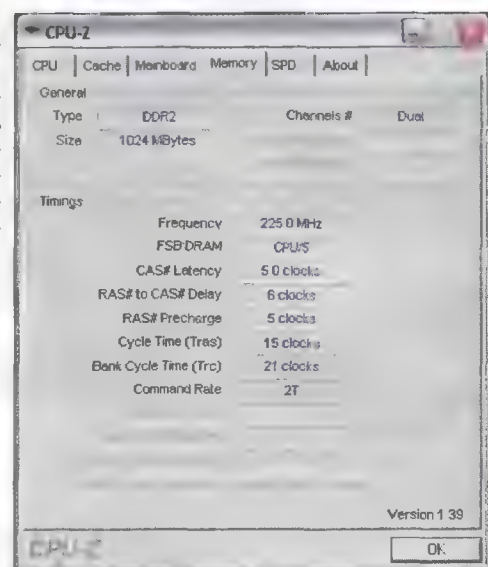 CPU-Z
CPU Cache Mainboard Memory SPD About
General
Type DDR2 Channels # Dual
Size 1024 MBytes
Timings
Frequency 225.0 MHz
FSB:DRAM CPU/5
CAS# Latency 5.0 clocks
RAS# to CAS# Delay 6 clocks
RAS# Precharge 5 clocks
Cycle Time (Tras) 15 clocks
Bank Cycle Time (Trc) 21 clocks
Command Rate 2T
Version 1.39
CPU-Z OK